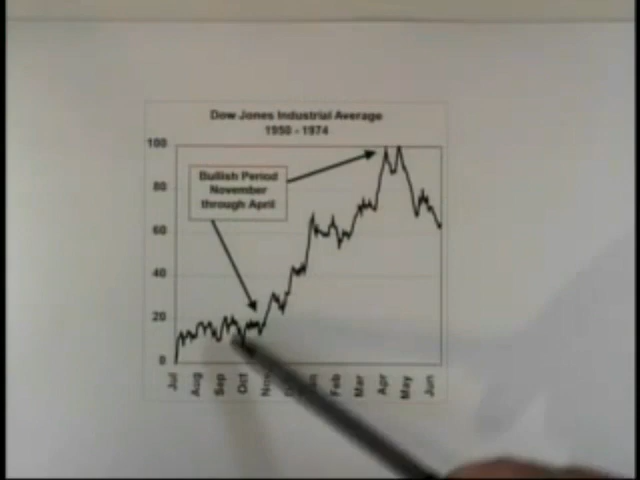 Dow Jones Industrial Average
1950 - 1974
100
80
60
40
20
0
Bullish Period
November
through April
Jul
Aug
Sep
Oct
Feb
Mar
Apr
May
Jun